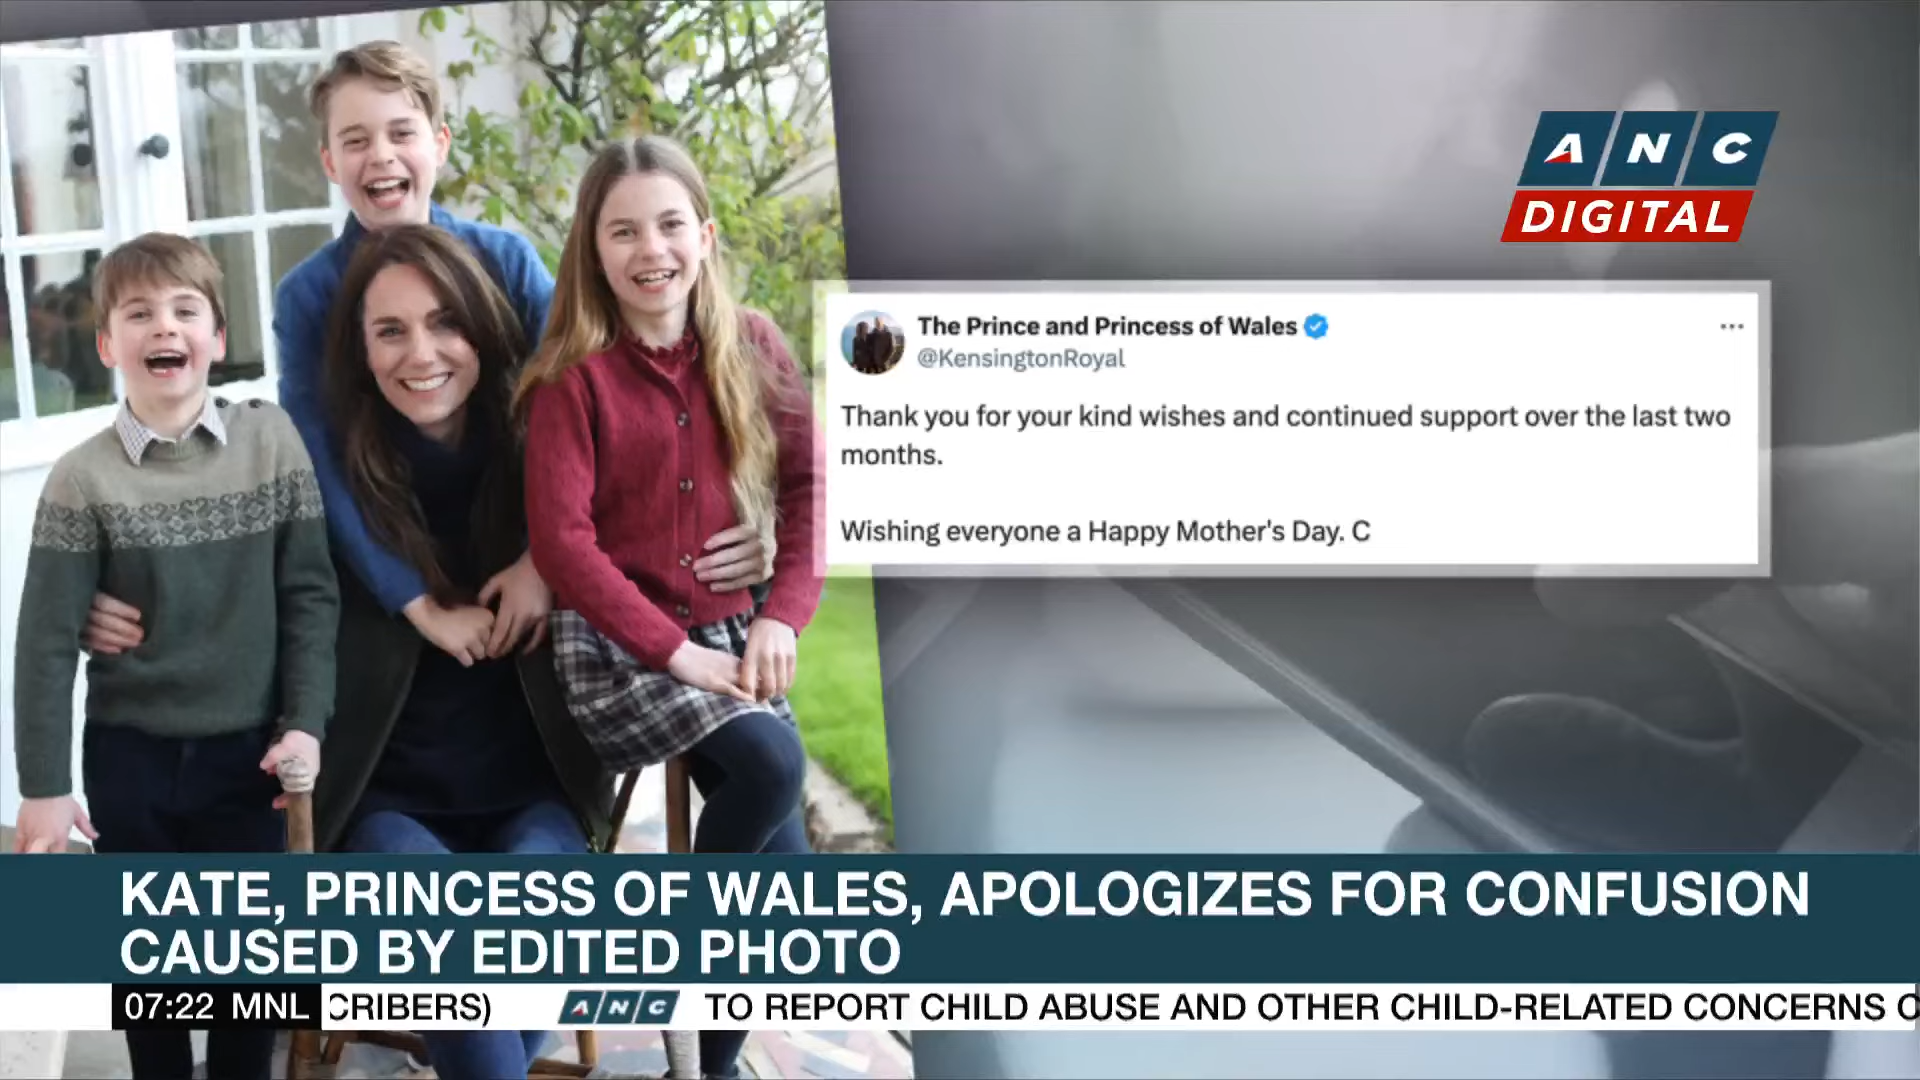 ANC
DIGITAL
The Prince and Princess of Wales
@KensingtonRoyal
Thank you for your kind wishes and continued support over the last two
months.
Wishing everyone a Happy Mother's Day. C
KATE, PRINCESS OF WALES, APOLOGIZES FOR CONFUSION
CAUSED BY EDITED PHOTO
07:22 MNL CRIBERS) ANC TO REPORT CHILD ABUSE AND OTHER CHILD-RELATED CONCERNS C